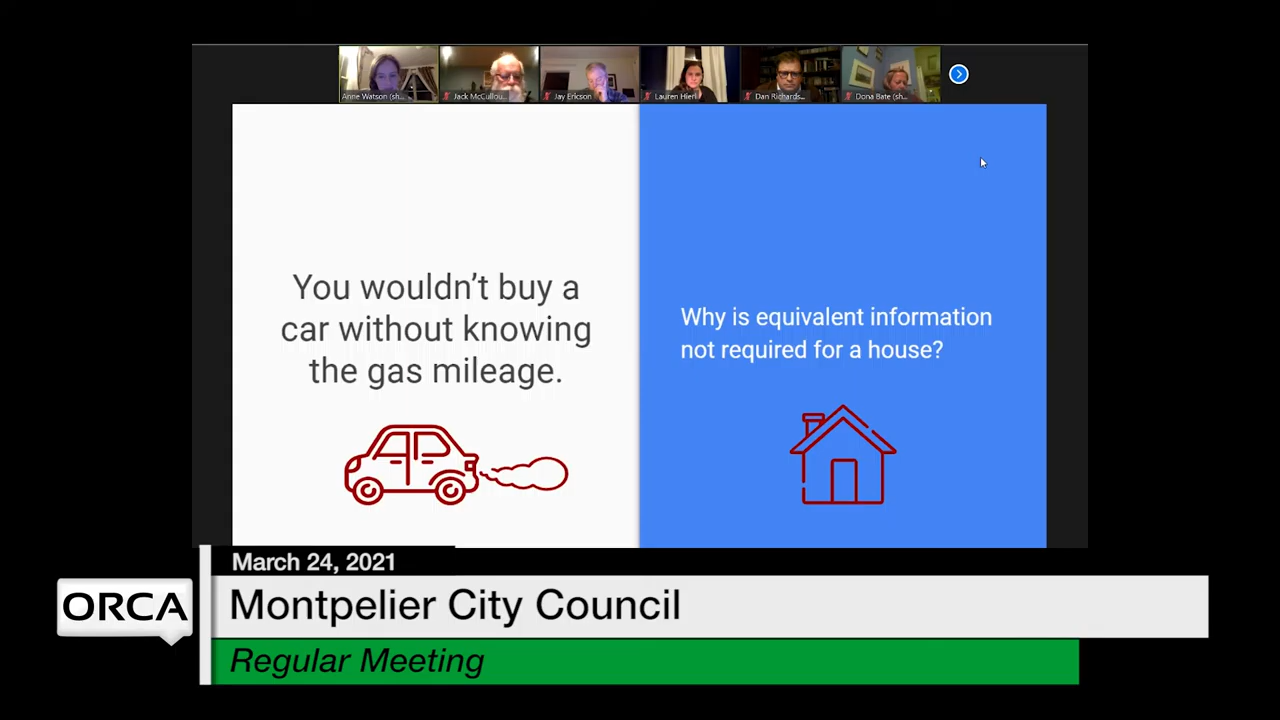 Anne Watson (sh...
Jack McCullou...
Jay Ericson
Lauren Hierl
Dan Richards...
Dona Bate (sh...
You wouldn't buy a
car without knowing
the gas mileage.
Why is equivalent information
not required for a house?
March 24, 2021
ORCA
Montpelier City Council
Regular Meeting